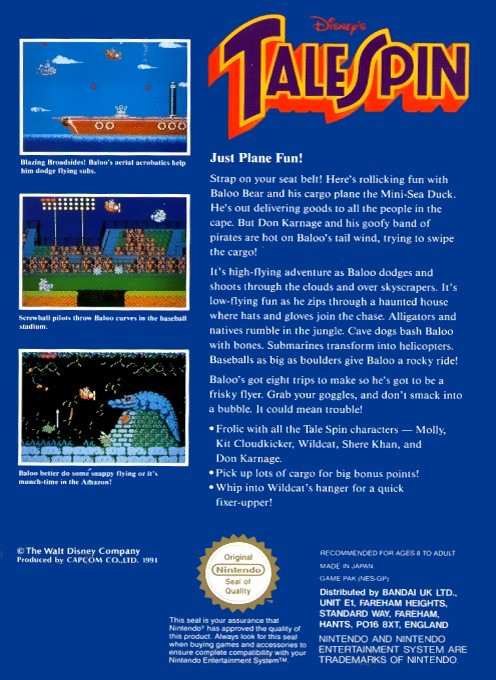 Disney's
TALESPIN
Blazing Broadsides! Baloo's aerial acrobatics help
him dodge flying subs.
Screwball pilots throw Baloo curves in the baseball
stadium.
Baloo better do some snappy flying or it's
munch-time in the Amazon!
Just Plane Fun!
Strap on your seat belt! Here's rollicking fun with
Baloo Bear and his cargo plane the Mini-Sea Duck.
He's out delivering goods to all the people in the
cape. But Don Karnage and his goofy band of
pirates are hot on Baloo's tail wind, trying to swipe
the cargo!
It's high-flying adventure as Baloo dodges and
shoots through the clouds and over skyscrapers. It's
low-flying fun as he zips through a haunted house
where hats and gloves join the chase. Alligators and
natives rumble in the jungle. Cave dogs bash Baloo
with bones. Submarines transform into helicopters.
Baseballs as big as boulders give Baloo a rocky ride!
Baloo's got eight trips to make so he's got to be a
frisky flyer. Grab your goggles, and don't smack into
a bubble. It could mean trouble!
• Frolic with all the Tale Spin characters — Molly,
Kit Cloudkicker, Wildcat, Shere Khan, and
Don Karnage.
• Pick up lots of cargo for big bonus points!
• Whip into Wildcat's hanger for a quick
fixer-upper!
© The Walt Disney Company
Produced by CAPCOM CO.,LTD. 1991
Original
Nintendo
Seal of
Quality
TM
This seal is your assurance that
Nintendo® has approved the quality of
this product. Always look for this seal
when buying games and accessories to
ensure complete compatibility with your
Nintendo Entertainment System™.
RECOMMENDED FOR AGES 8 TO ADULT
MADE IN JAPAN
GAME PAK (NES-GP)
Distributed by BANDAI UK LTD.,
UNIT E1, FAREHAM HEIGHTS,
STANDARD WAY, FAREHAM,
HANTS, PO16 8XT, ENGLAND
NINTENDO AND NINTENDO
ENTERTAINMENT SYSTEM ARE
TRADEMARKS OF NINTENDO.